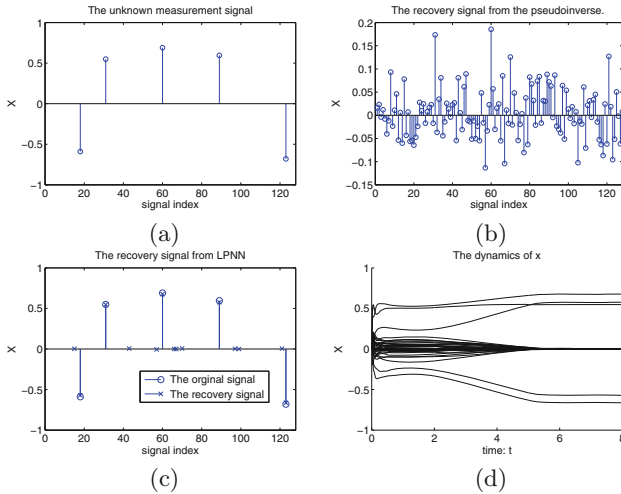 The unknown measurement signal
1
0.5
0
−0.5
−1
X
0 20 40 60 80 100 120
signal index
(a)
The recovery signal from the pseudoinverse.
0.2
0.15
0.1
0.05
0
−0.05
−0.1
−0.15
X
0 20 40 60 80 100 120
signal index
(b)
The recovery signal from LPNN
1
0.5
0
−0.5
−1
X
The orginal signal
The recovery signal
0 20 40 60 80 100 120
signal index
(c)
The dynamics of x
1
0.5
0
−0.5
−1
X
0 2 4 6 8
time: t
(d)